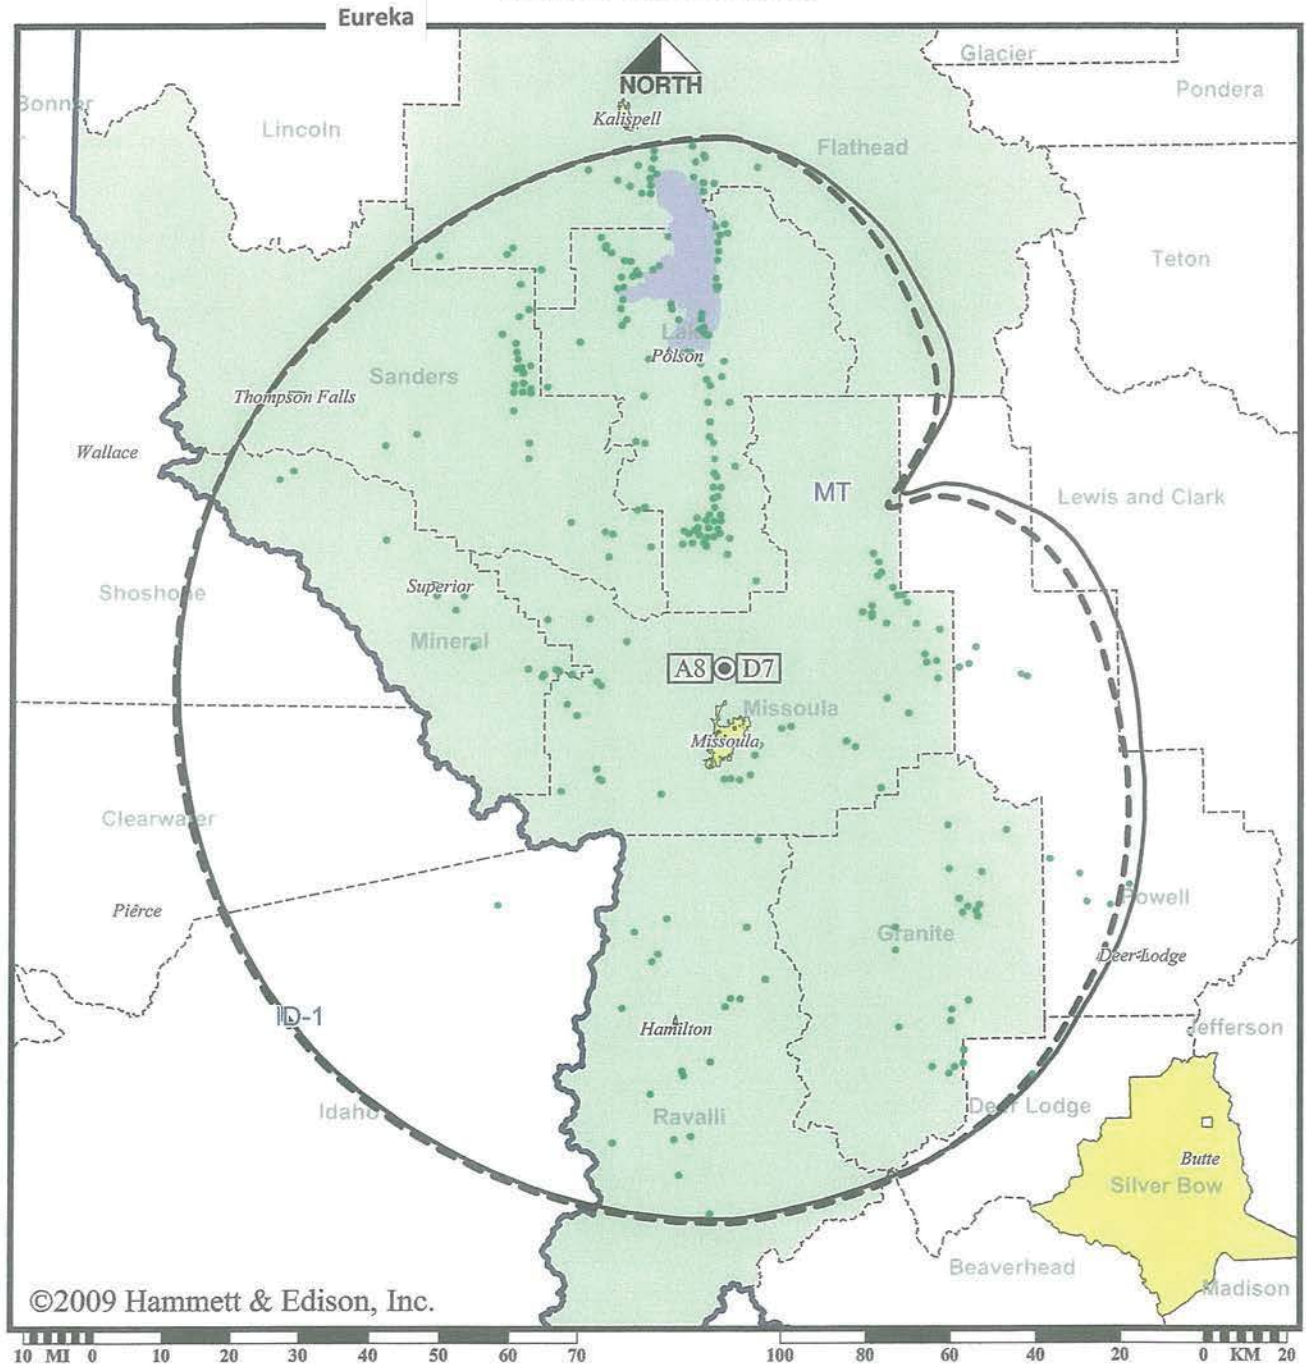 Eureka
Glacier
NORTH
Pondera
Bonner
Lincoln
Kalispell
Flathead
Teton
Lake
Polson
Sanders
Thompson Falls
Wallace
MT
Lewis and Clark
Shoshone
Superior
Mineral
A8 D7
Missoula
Missoula
Clearwater
Powell
Pierce
Granite
Deer Lodge
ID-1
Hamilton
Jefferson
Idaho
Ravalli
Deer Lodge
Butte
Silver Bow
Beaverhead
Madison
©2009 Hammett & Edison, Inc.
10 MI 0 10 20 30 40 50 60 70 100 80 60 40 20 0 KM 20